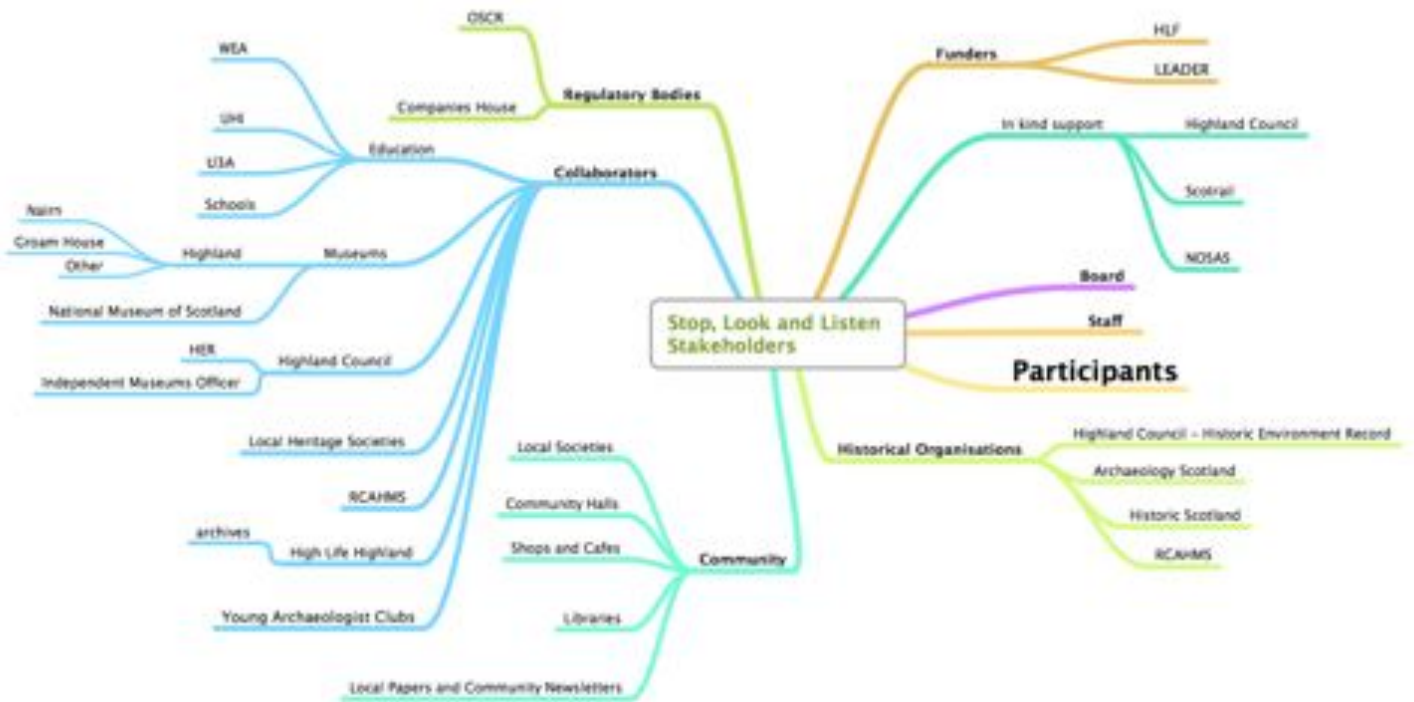 OSCR
Companies House
Regulatory Bodies
WEA
UHI
U3A
Schools
Education
Collaborators
Nairn
Groam House
Other
Highland
Museums
National Museum of Scotland
HER
Independent Museums Officer
Highland Council
Local Heritage Societies
RCAHMS
archives
High Life Highland
Young Archaeologist Clubs
Stop, Look and Listen
Stakeholders
Funders
HLF
LEADER
In kind support
Highland Council
Scotrail
NOSAS
Board
Staff
Participants
Historical Organisations
Highland Council - Historic Environment Record
Archaeology Scotland
Historic Scotland
RCAHMS
Community
Local Societies
Community Halls
Shops and Cafes
Libraries
Local Papers and Community Newsletters